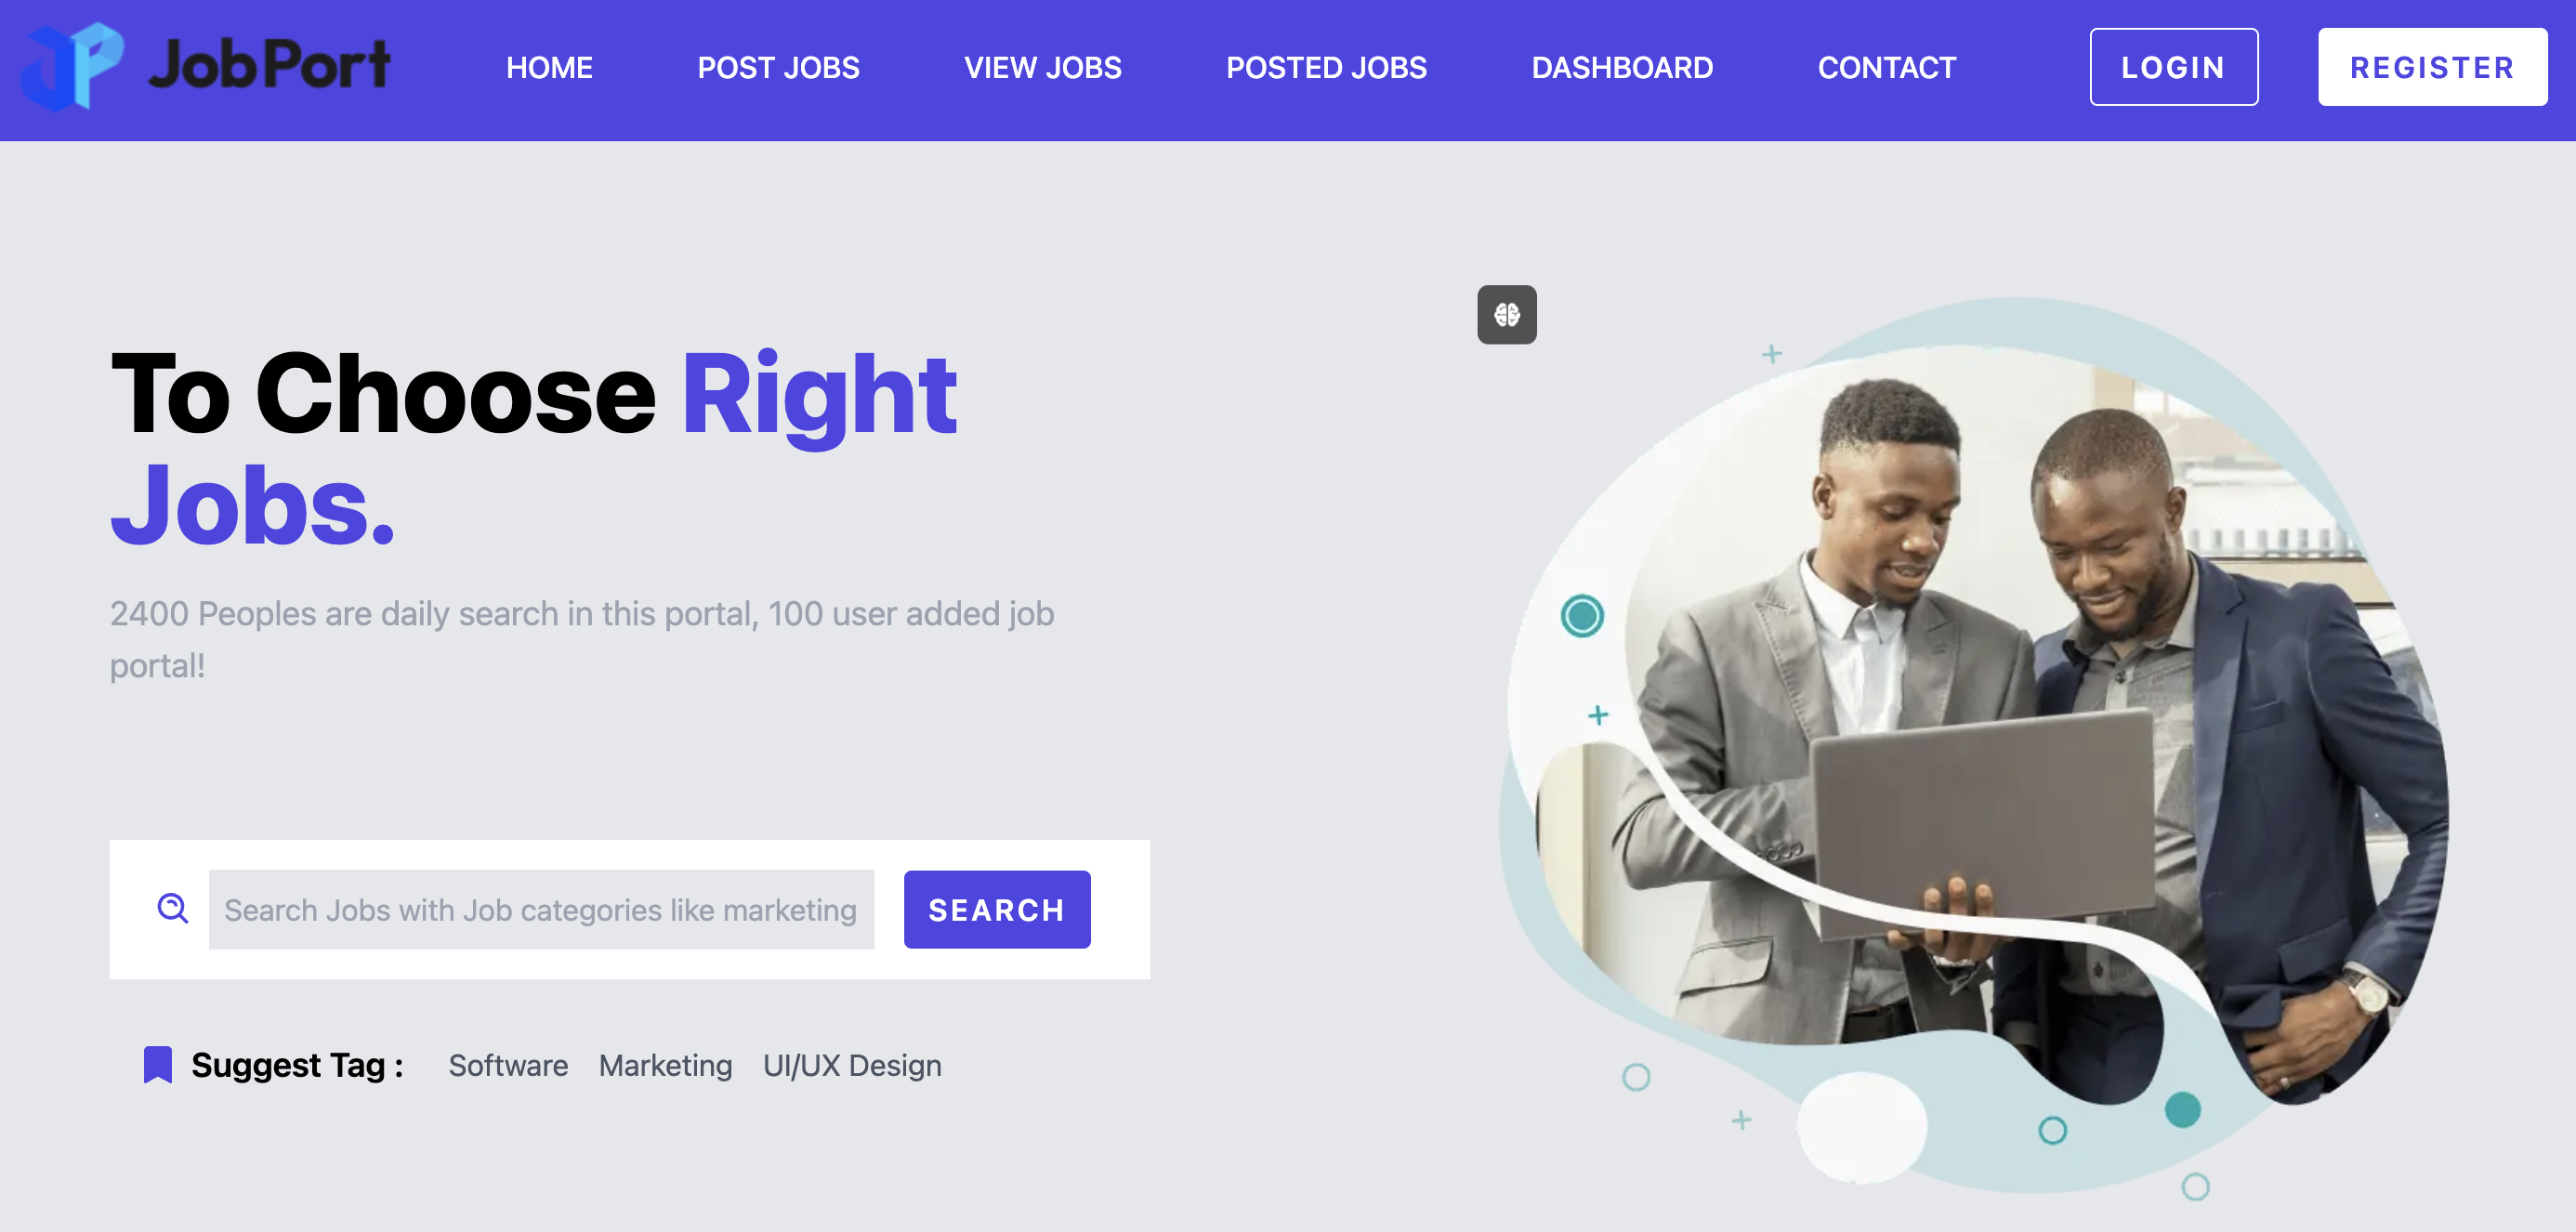 JobPort
HOME
POST JOBS
VIEW JOBS
POSTED JOBS
DASHBOARD
CONTACT
LOGIN
REGISTER
To Choose Right
Jobs.
2400 Peoples are daily search in this portal, 100 user added job
portal!
Search Jobs with Job categories like marketing
SEARCH
Suggest Tag : Software Marketing UI/UX Design